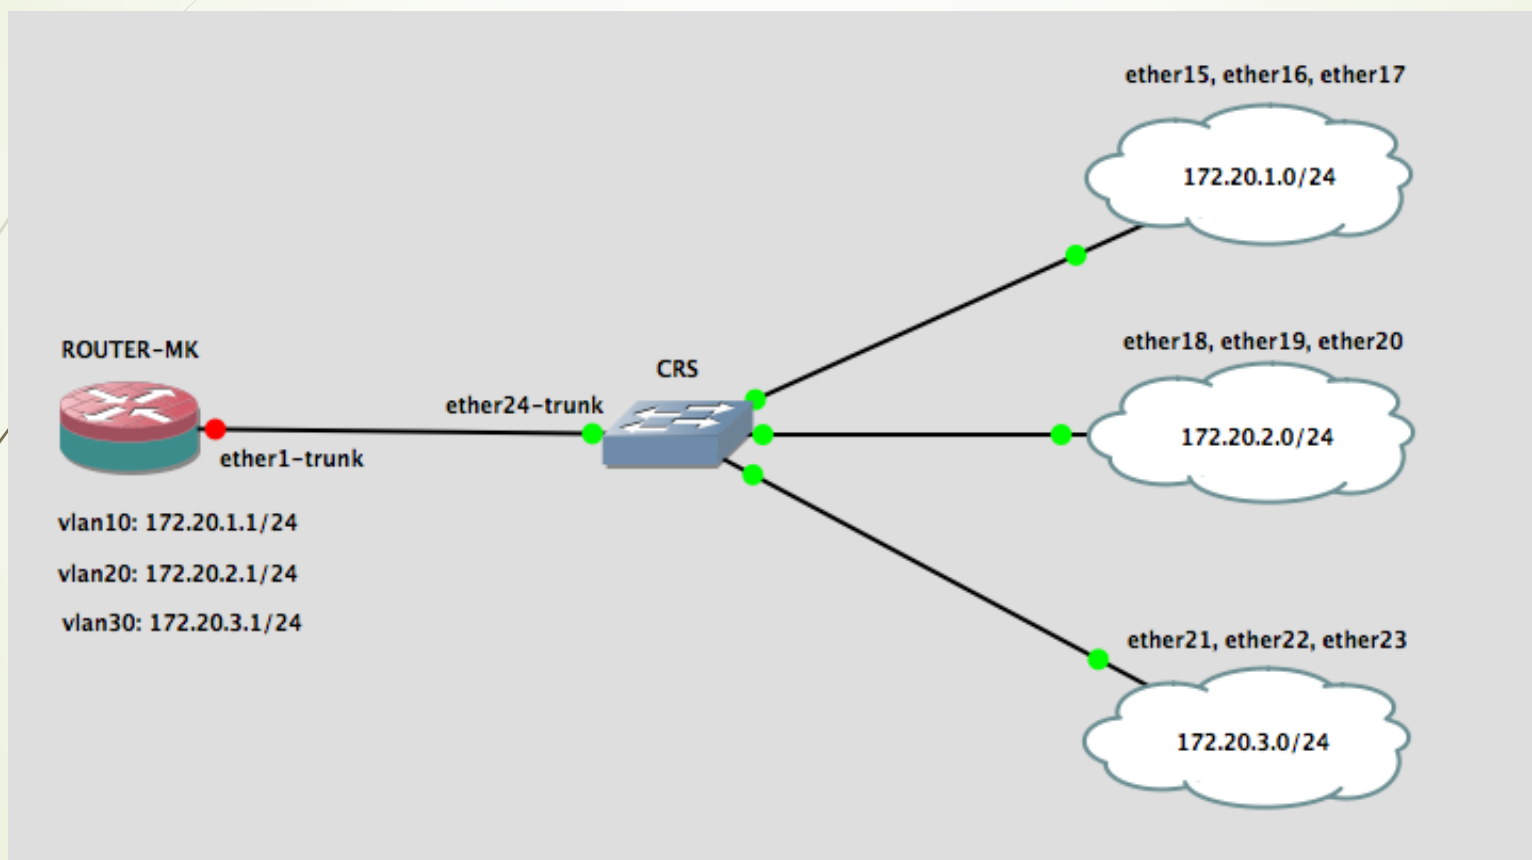 ether15, ether16, ether17
172.20.1.0/24
ether18, ether19, ether20
ROUTER-MK
CRS
ether24-trunk
172.20.2.0/24
ether1-trunk
vlan10: 172.20.1.1/24
vlan20: 172.20.2.1/24
vlan30: 172.20.3.1/24
ether21, ether22, ether23
172.20.3.0/24